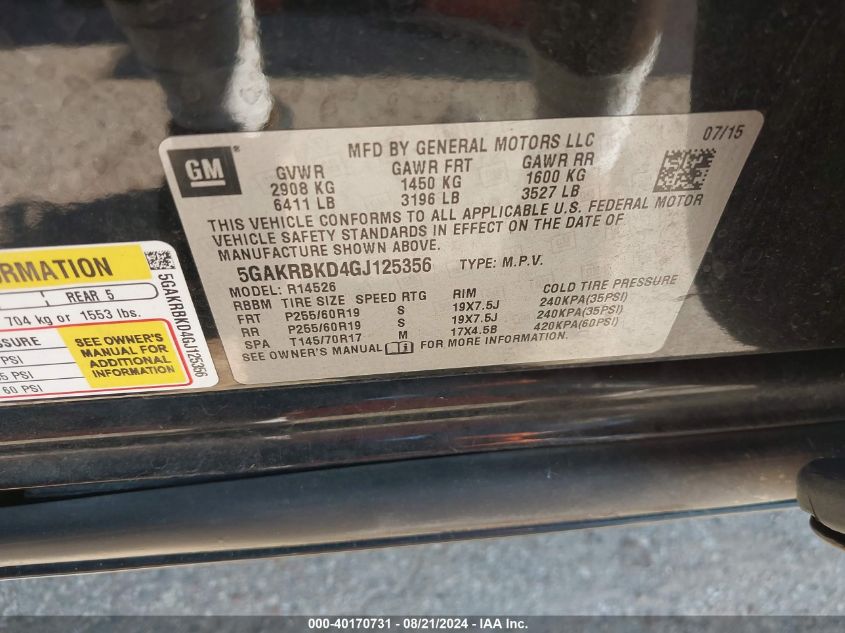 07/15
MFD BY GENERAL MOTORS LLC
GM
GVWR GAWR FRT GAWR RR
2908 KG 1450 KG 1600 KG
6411 LB 3196 LB 3527 LB
THIS VEHICLE CONFORMS TO ALL APPLICABLE U.S. FEDERAL MOTOR
VEHICLE SAFETY STANDARDS IN EFFECT ON THE DATE OF
MANUFACTURE SHOWN ABOVE.
5GAKRBKD4GJ125356 TYPE: M.P.V.
MODEL: R14526
RBBM TIRE SIZE SPEED RTG RIM COLD TIRE PRESSURE
FRT P255/60R19 S 19X7.5J 240KPA(35PSI)
RR P255/60R19 S 19X7.5J 240KPA(35PSI)
SPA T145/70R17 M 17X4.5B 420KPA(60PSI)
SEE OWNER'S MANUAL
ORMATION
1 REAR 5
704 kg or 1553 lbs.
SSURE
PSI
5 PSI
60 PSI
SEE OWNER'S
MANUAL FOR
ADDITIONAL
INFORMATION
5GAKRBKD4GJ125356
000-40170731 - 08/21/2024 - IAA Inc.